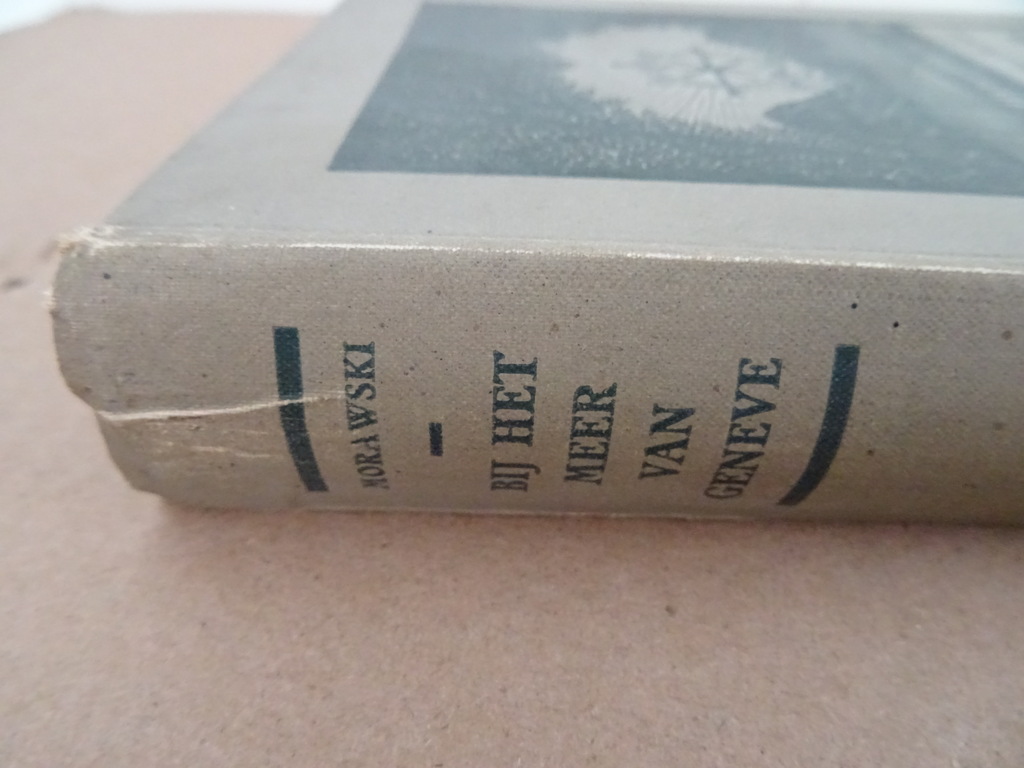 MORAWSKI
-
BIJ HET
MEER
VAN
GENEVE